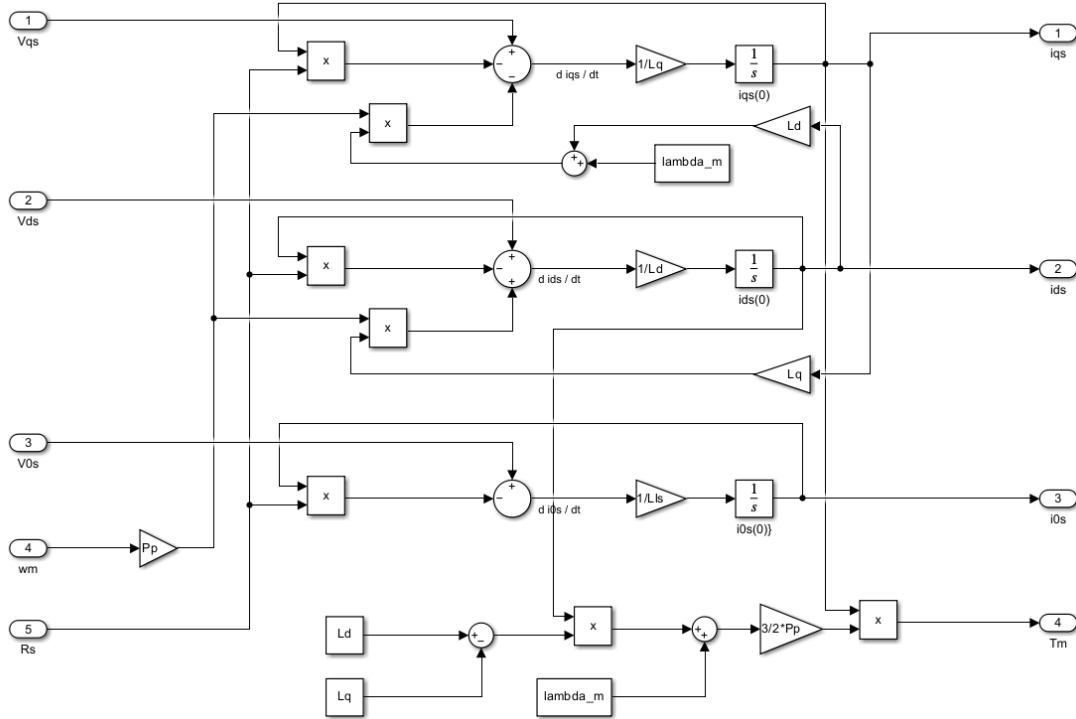 1
Vqs
x
+
−
−
d iqs / dt
1/Lq
1
s
iqs(0)
1
iqs
x
Ld
+
+
lambda_m
2
Vds
x
+
−
+
d ids / dt
1/Ld
1
s
ids(0)
2
ids
x
Lq
3
V0s
x
+
−
d i0s / dt
1/Lls
1
s
i0s(0)}
3
i0s
4
wm
Pp
5
Rs
Ld
+
−
x
+
+
3/2*Pp
x
4
Tm
Lq
lambda_m